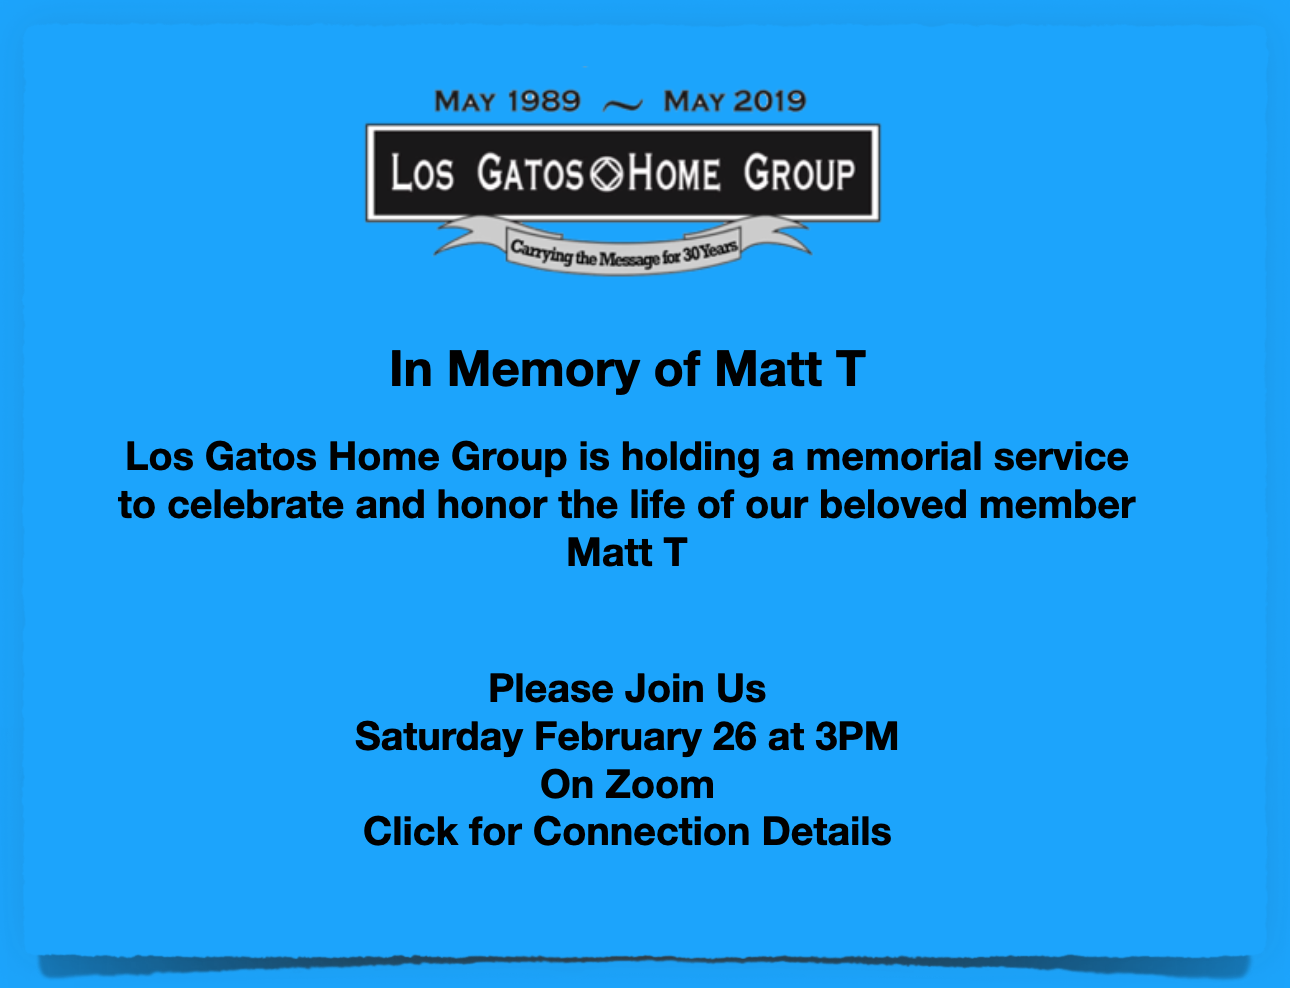 May 1989 ~ May 2019
Los Gatos Home Group
Carrying the Message for 30 Years
In Memory of Matt T
Los Gatos Home Group is holding a memorial service
to celebrate and honor the life of our beloved member
Matt T
Please Join Us
Saturday February 26 at 3PM
On Zoom
Click for Connection Details